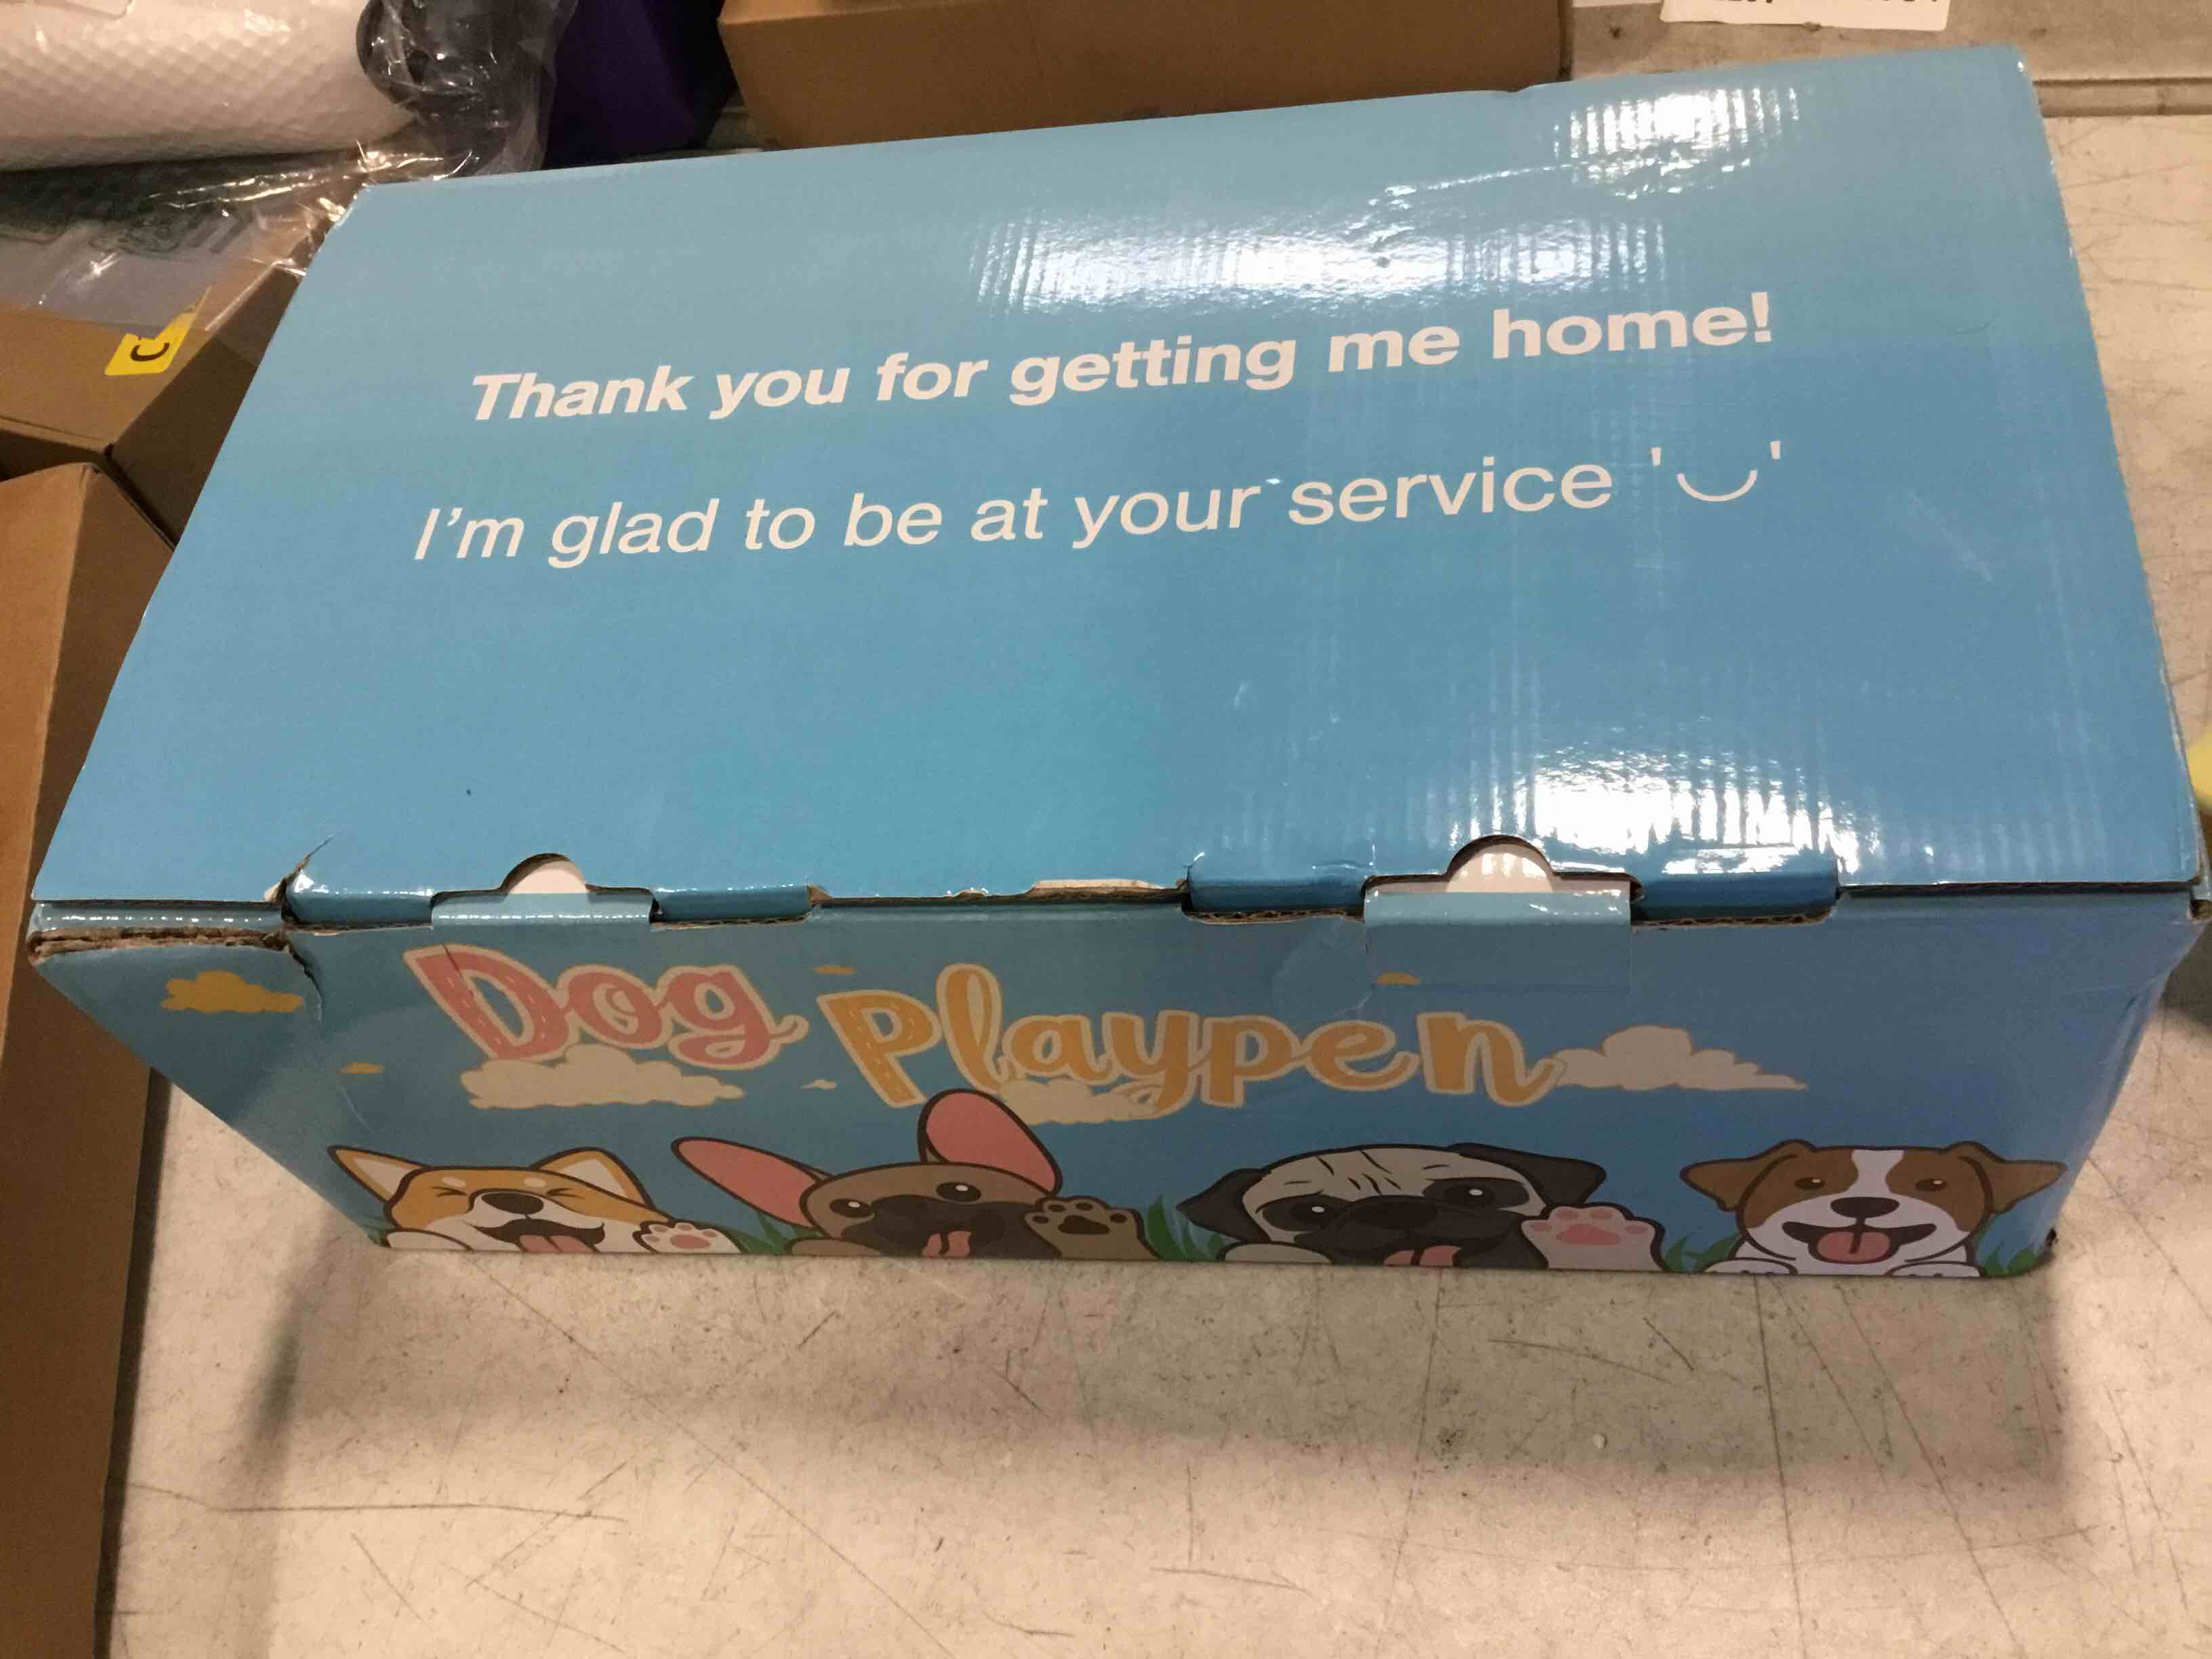 Thank you for getting me home!
I'm glad to be at your service '‿'
Dog Playpen